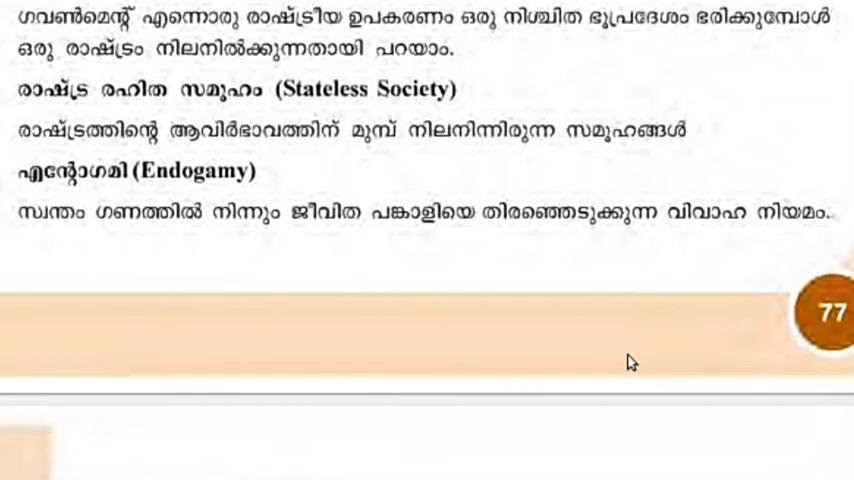 ഗവൺമെന്റ് എന്നൊരു രാഷ്ട്രീയ ഉപകരണം ഒരു നിശ്ചിത ഭൂപ്രദേശം ഭരിക്കുമ്പോൾ
ഒരു രാഷ്ട്രം നിലനിൽക്കുന്നതായി പറയാം.
രാഷ്ട്ര രഹിത സമൂഹം (Stateless Society)
രാഷ്ട്രത്തിന്റെ ആവിർഭാവത്തിന് മുമ്പ് നിലനിന്നിരുന്ന സമൂഹങ്ങൾ
എന്റോഗമി (Endogamy)
സ്വന്തം ഗണത്തിൽ നിന്നും ജീവിത പങ്കാളിയെ തിരഞ്ഞെടുക്കുന്ന വിവാഹ നിയമം.
77